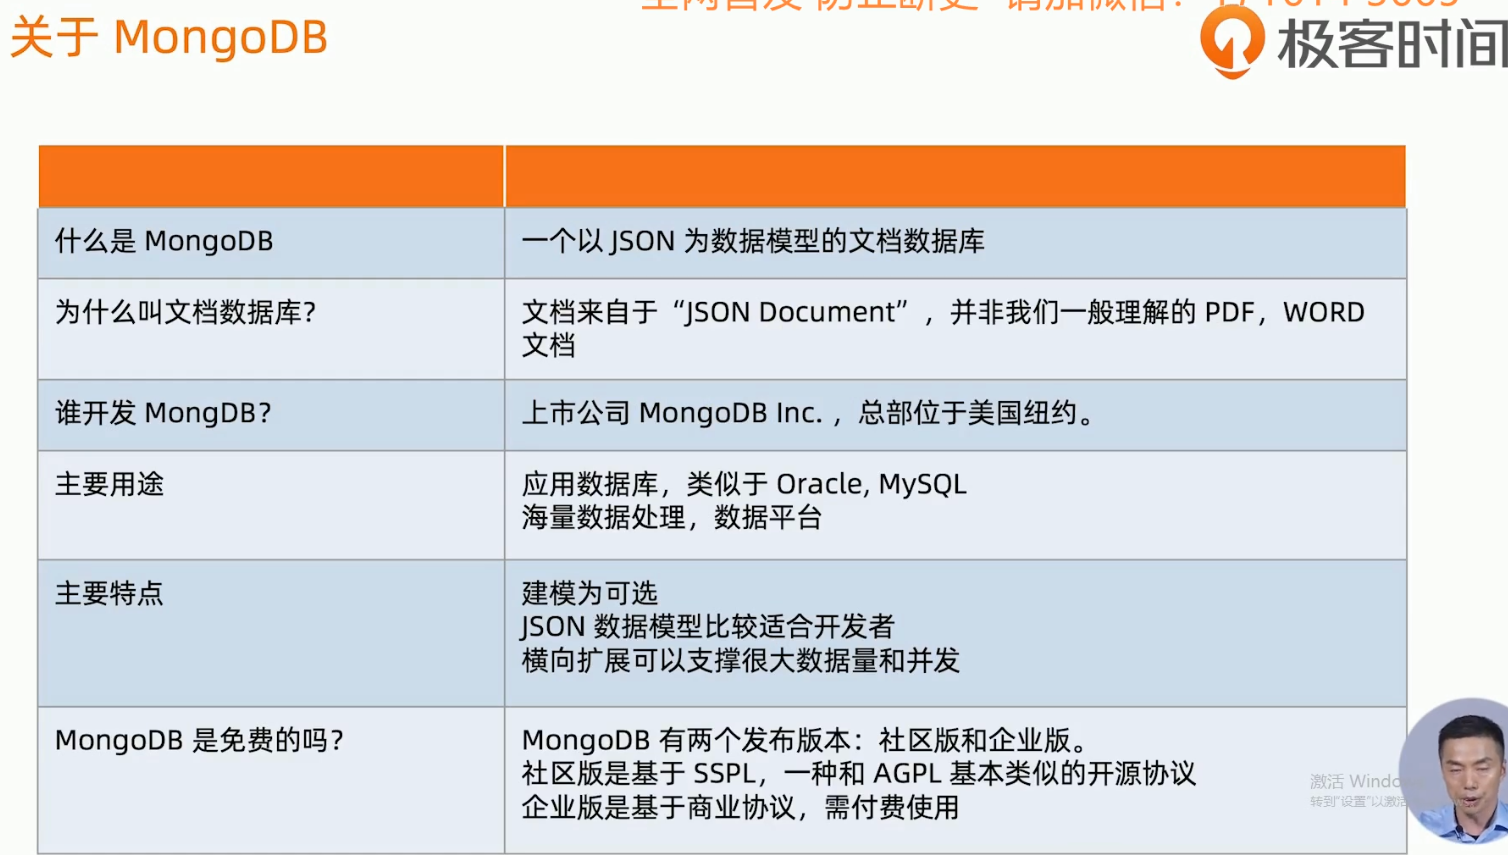 关于 MongoDB
极客时间
什么是 MongoDB
一个以 JSON 为数据模型的文档数据库
为什么叫文档数据库？
文档来自于“JSON Document”，并非我们一般理解的 PDF，WORD
文档
谁开发 MongDB？
上市公司 MongoDB Inc. ，总部位于美国纽约。
主要用途
应用数据库，类似于 Oracle, MySQL
海量数据处理，数据平台
主要特点
建模为可选
JSON 数据模型比较适合开发者
横向扩展可以支撑很大数据量和并发
MongoDB 是免费的吗？
MongoDB 有两个发布版本：社区版和企业版。
社区版是基于 SSPL，一种和 AGPL 基本类似的开源协议
企业版是基于商业协议，需付费使用
激活
转到“设置”以激活